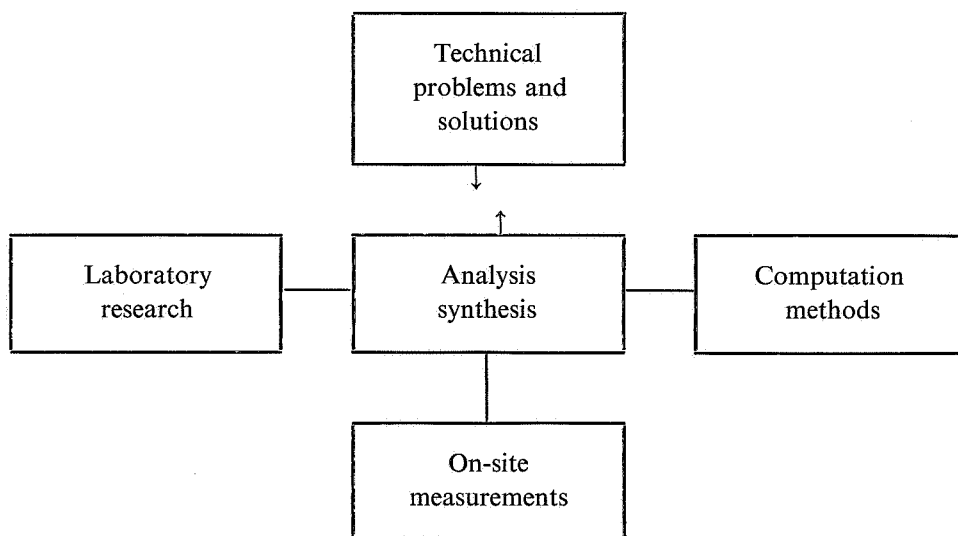 Technical
problems and
solutions
Laboratory
research
Analysis
synthesis
Computation
methods
On-site
measurements